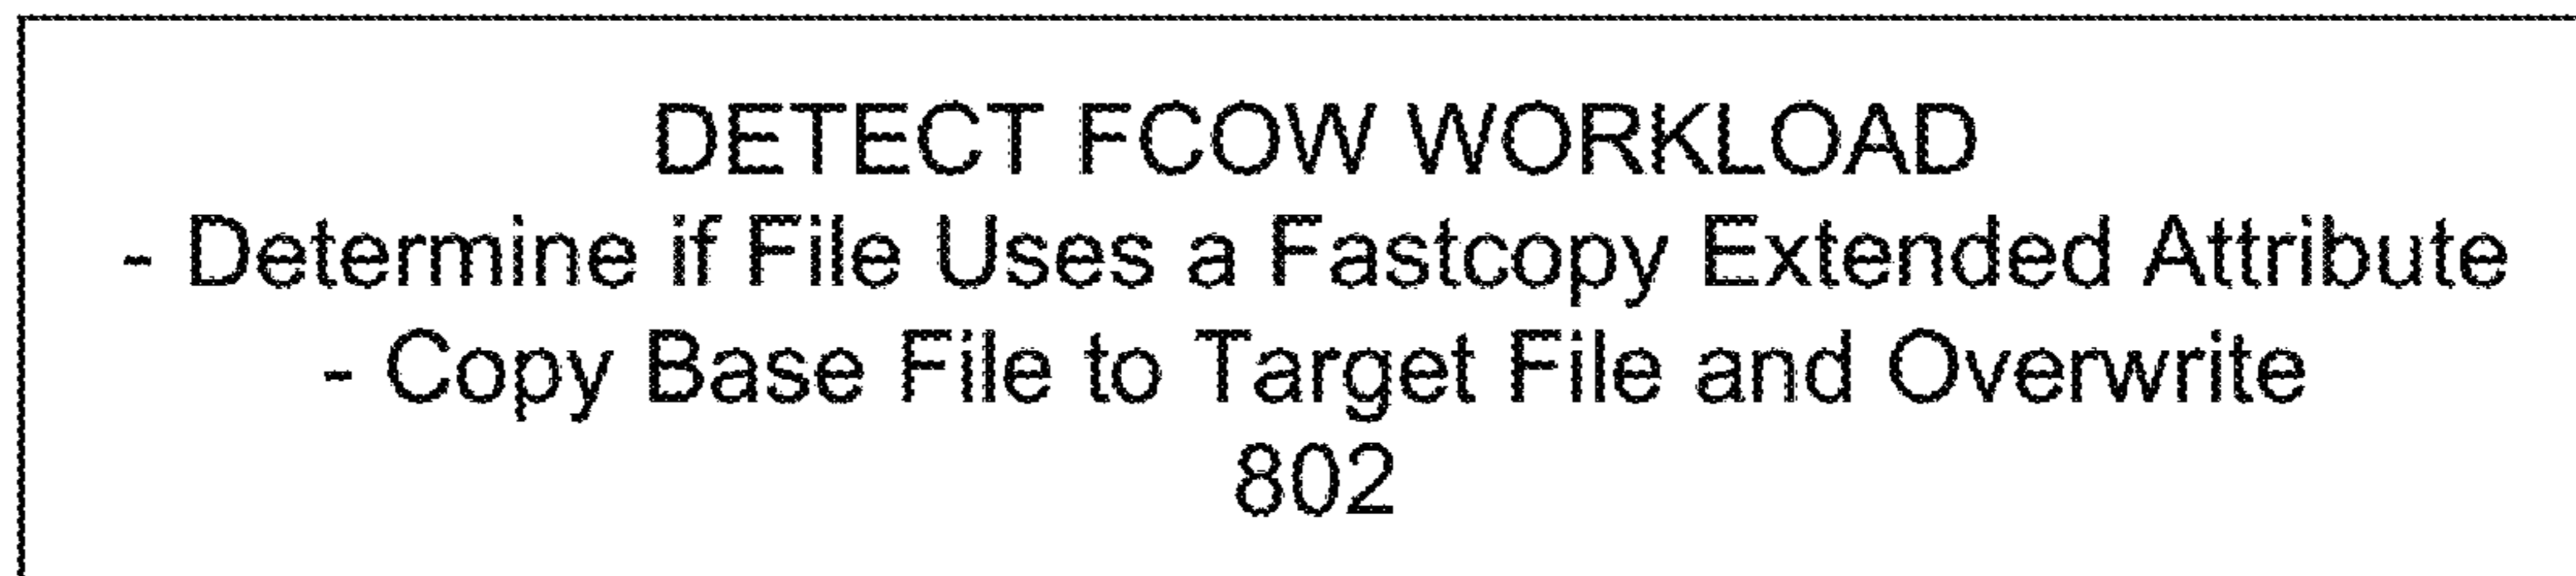 DETECT FCOW WORKLOAD
- Determine if File Uses a Fastcopy Extended Attribute
- Copy Base File to Target File and Overwrite
802